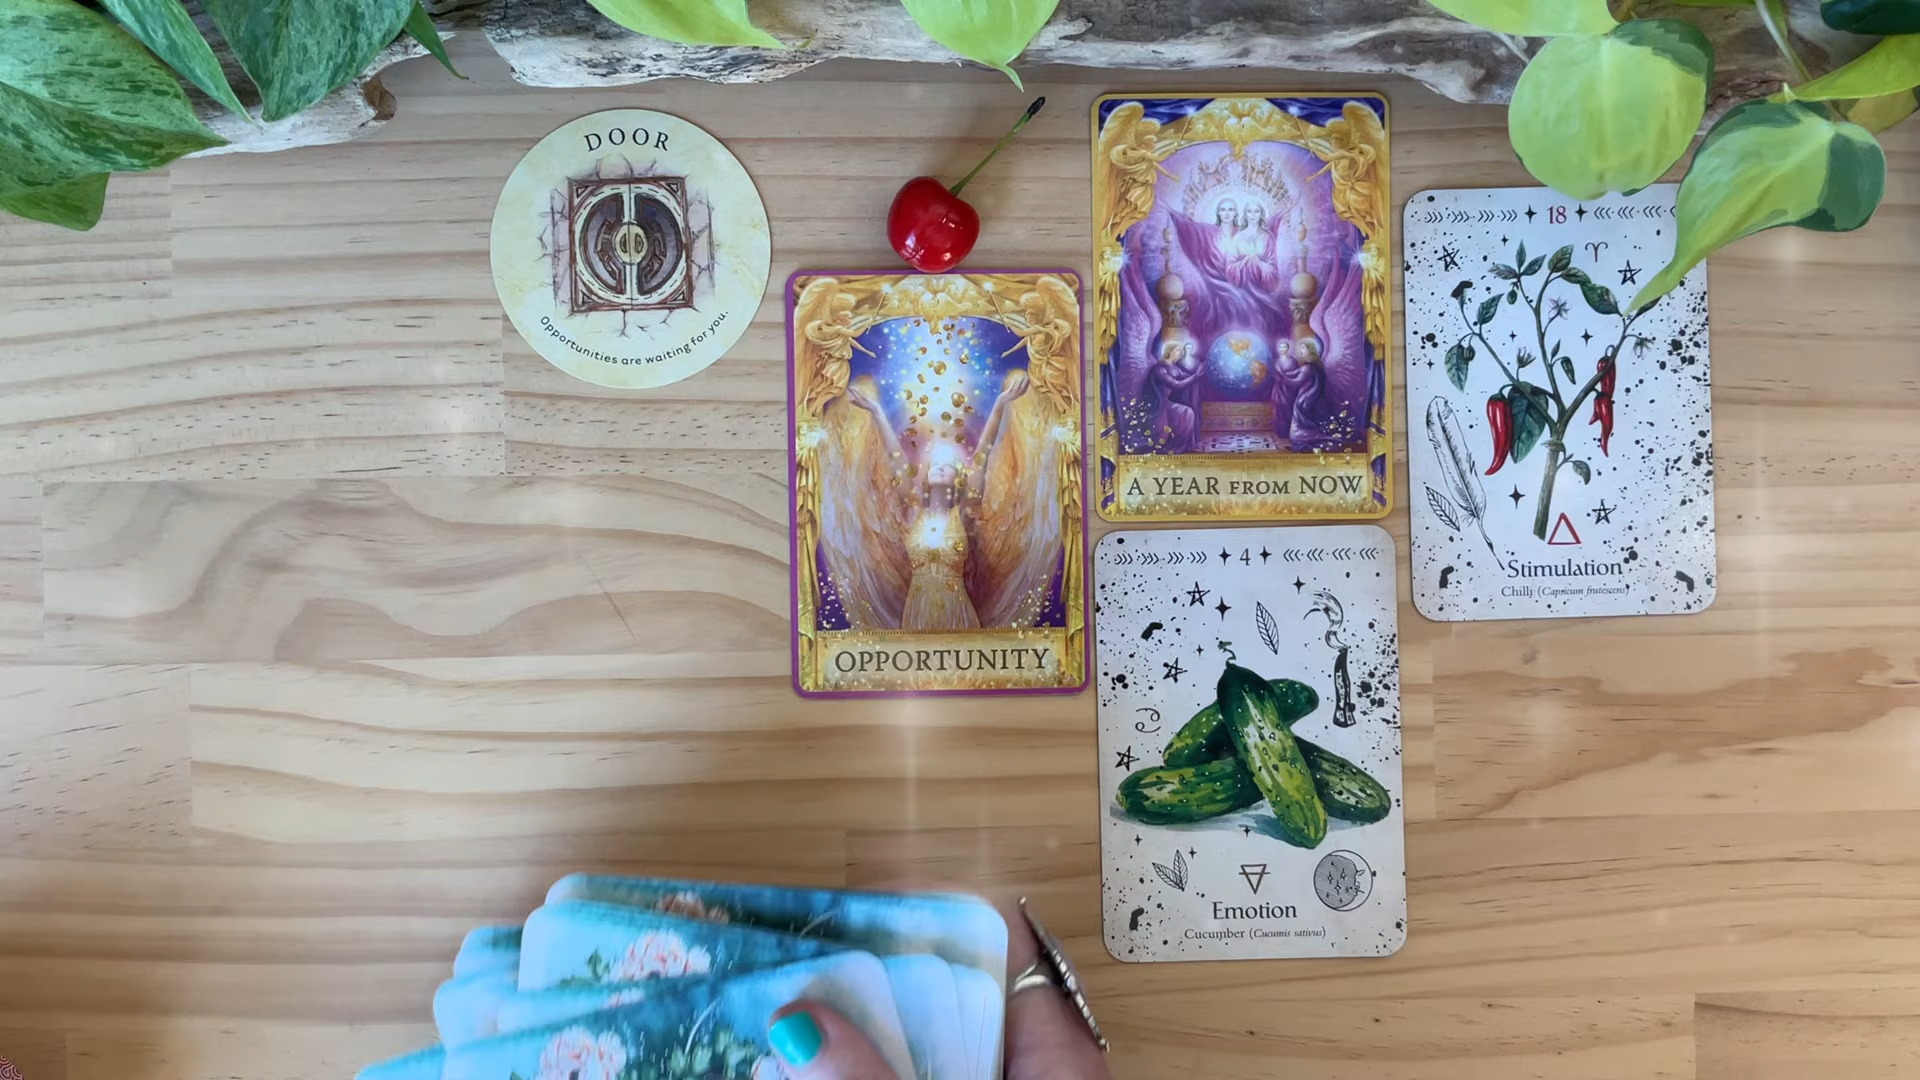 DOOR
Opportunities are waiting for you.
OPPORTUNITY
A YEAR FROM NOW
18
Stimulation
Chilli (Capsicum frutescens)
4
Emotion
Cucumber (Cucumis sativus)